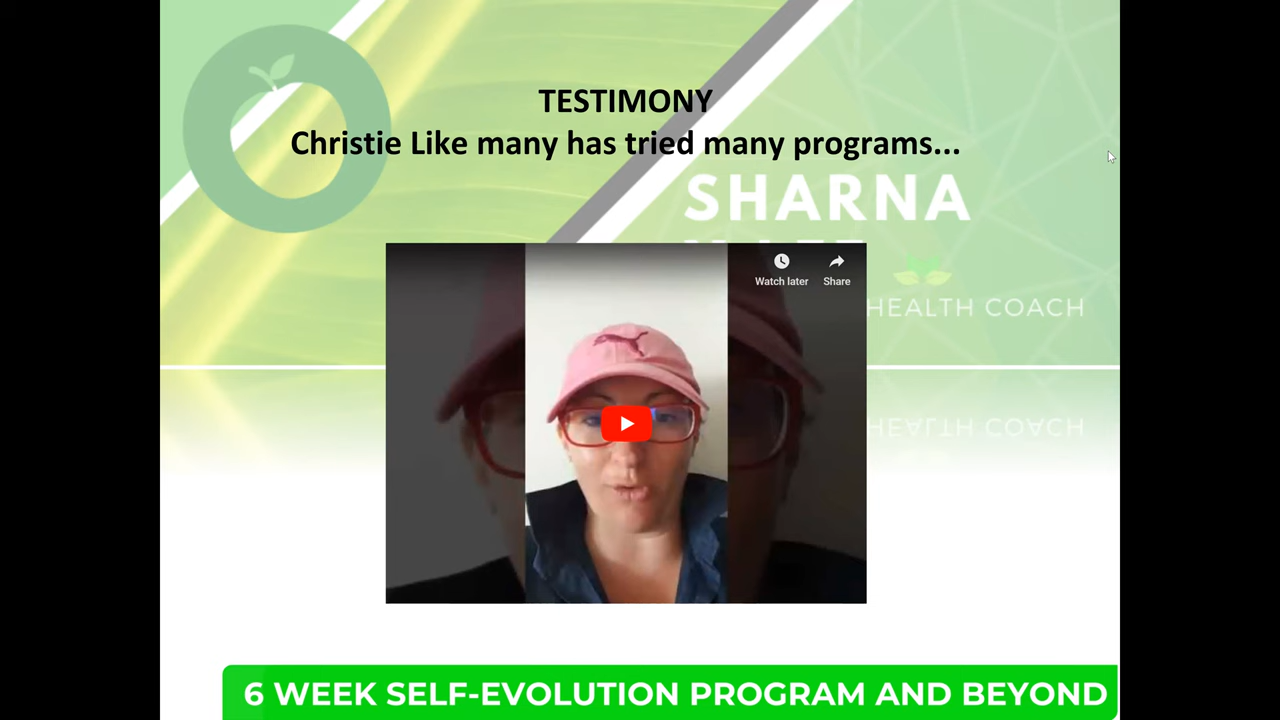 TESTIMONY
Christie Like many has tried many programs...
SHARNA
Watch later
Share
HEALTH COACH
HEALTH COACH
6 WEEK SELF-EVOLUTION PROGRAM AND BEYOND